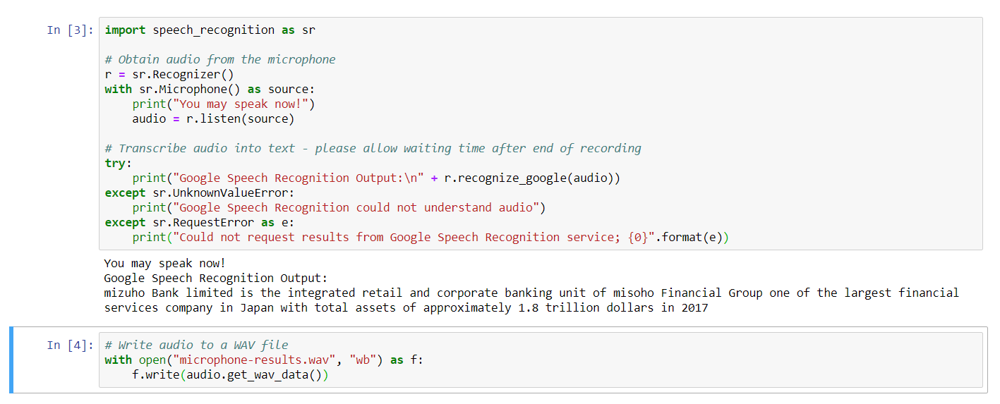 In [3]: import speech_recognition as sr
# Obtain audio from the microphone
r = sr.Recognizer()
with sr.Microphone() as source:
    print("You may speak now!")
    audio = r.listen(source)
# Transcribe audio into text - please allow waiting time after end of recording
try:
    print("Google Speech Recognition Output:\n" + r.recognize_google(audio))
except sr.UnknownValueError:
    print("Google Speech Recognition could not understand audio")
except sr.RequestError as e:
    print("Could not request results from Google Speech Recognition service; {0}".format(e))
You may speak now!
Google Speech Recognition Output:
mizuho Bank limited is the integrated retail and corporate banking unit of misoho Financial Group one of the largest financial
services company in Japan with total assets of approximately 1.8 trillion dollars in 2017
In [4]: # Write audio to a WAV file
with open("microphone-results.wav", "wb") as f:
    f.write(audio.get_wav_data())